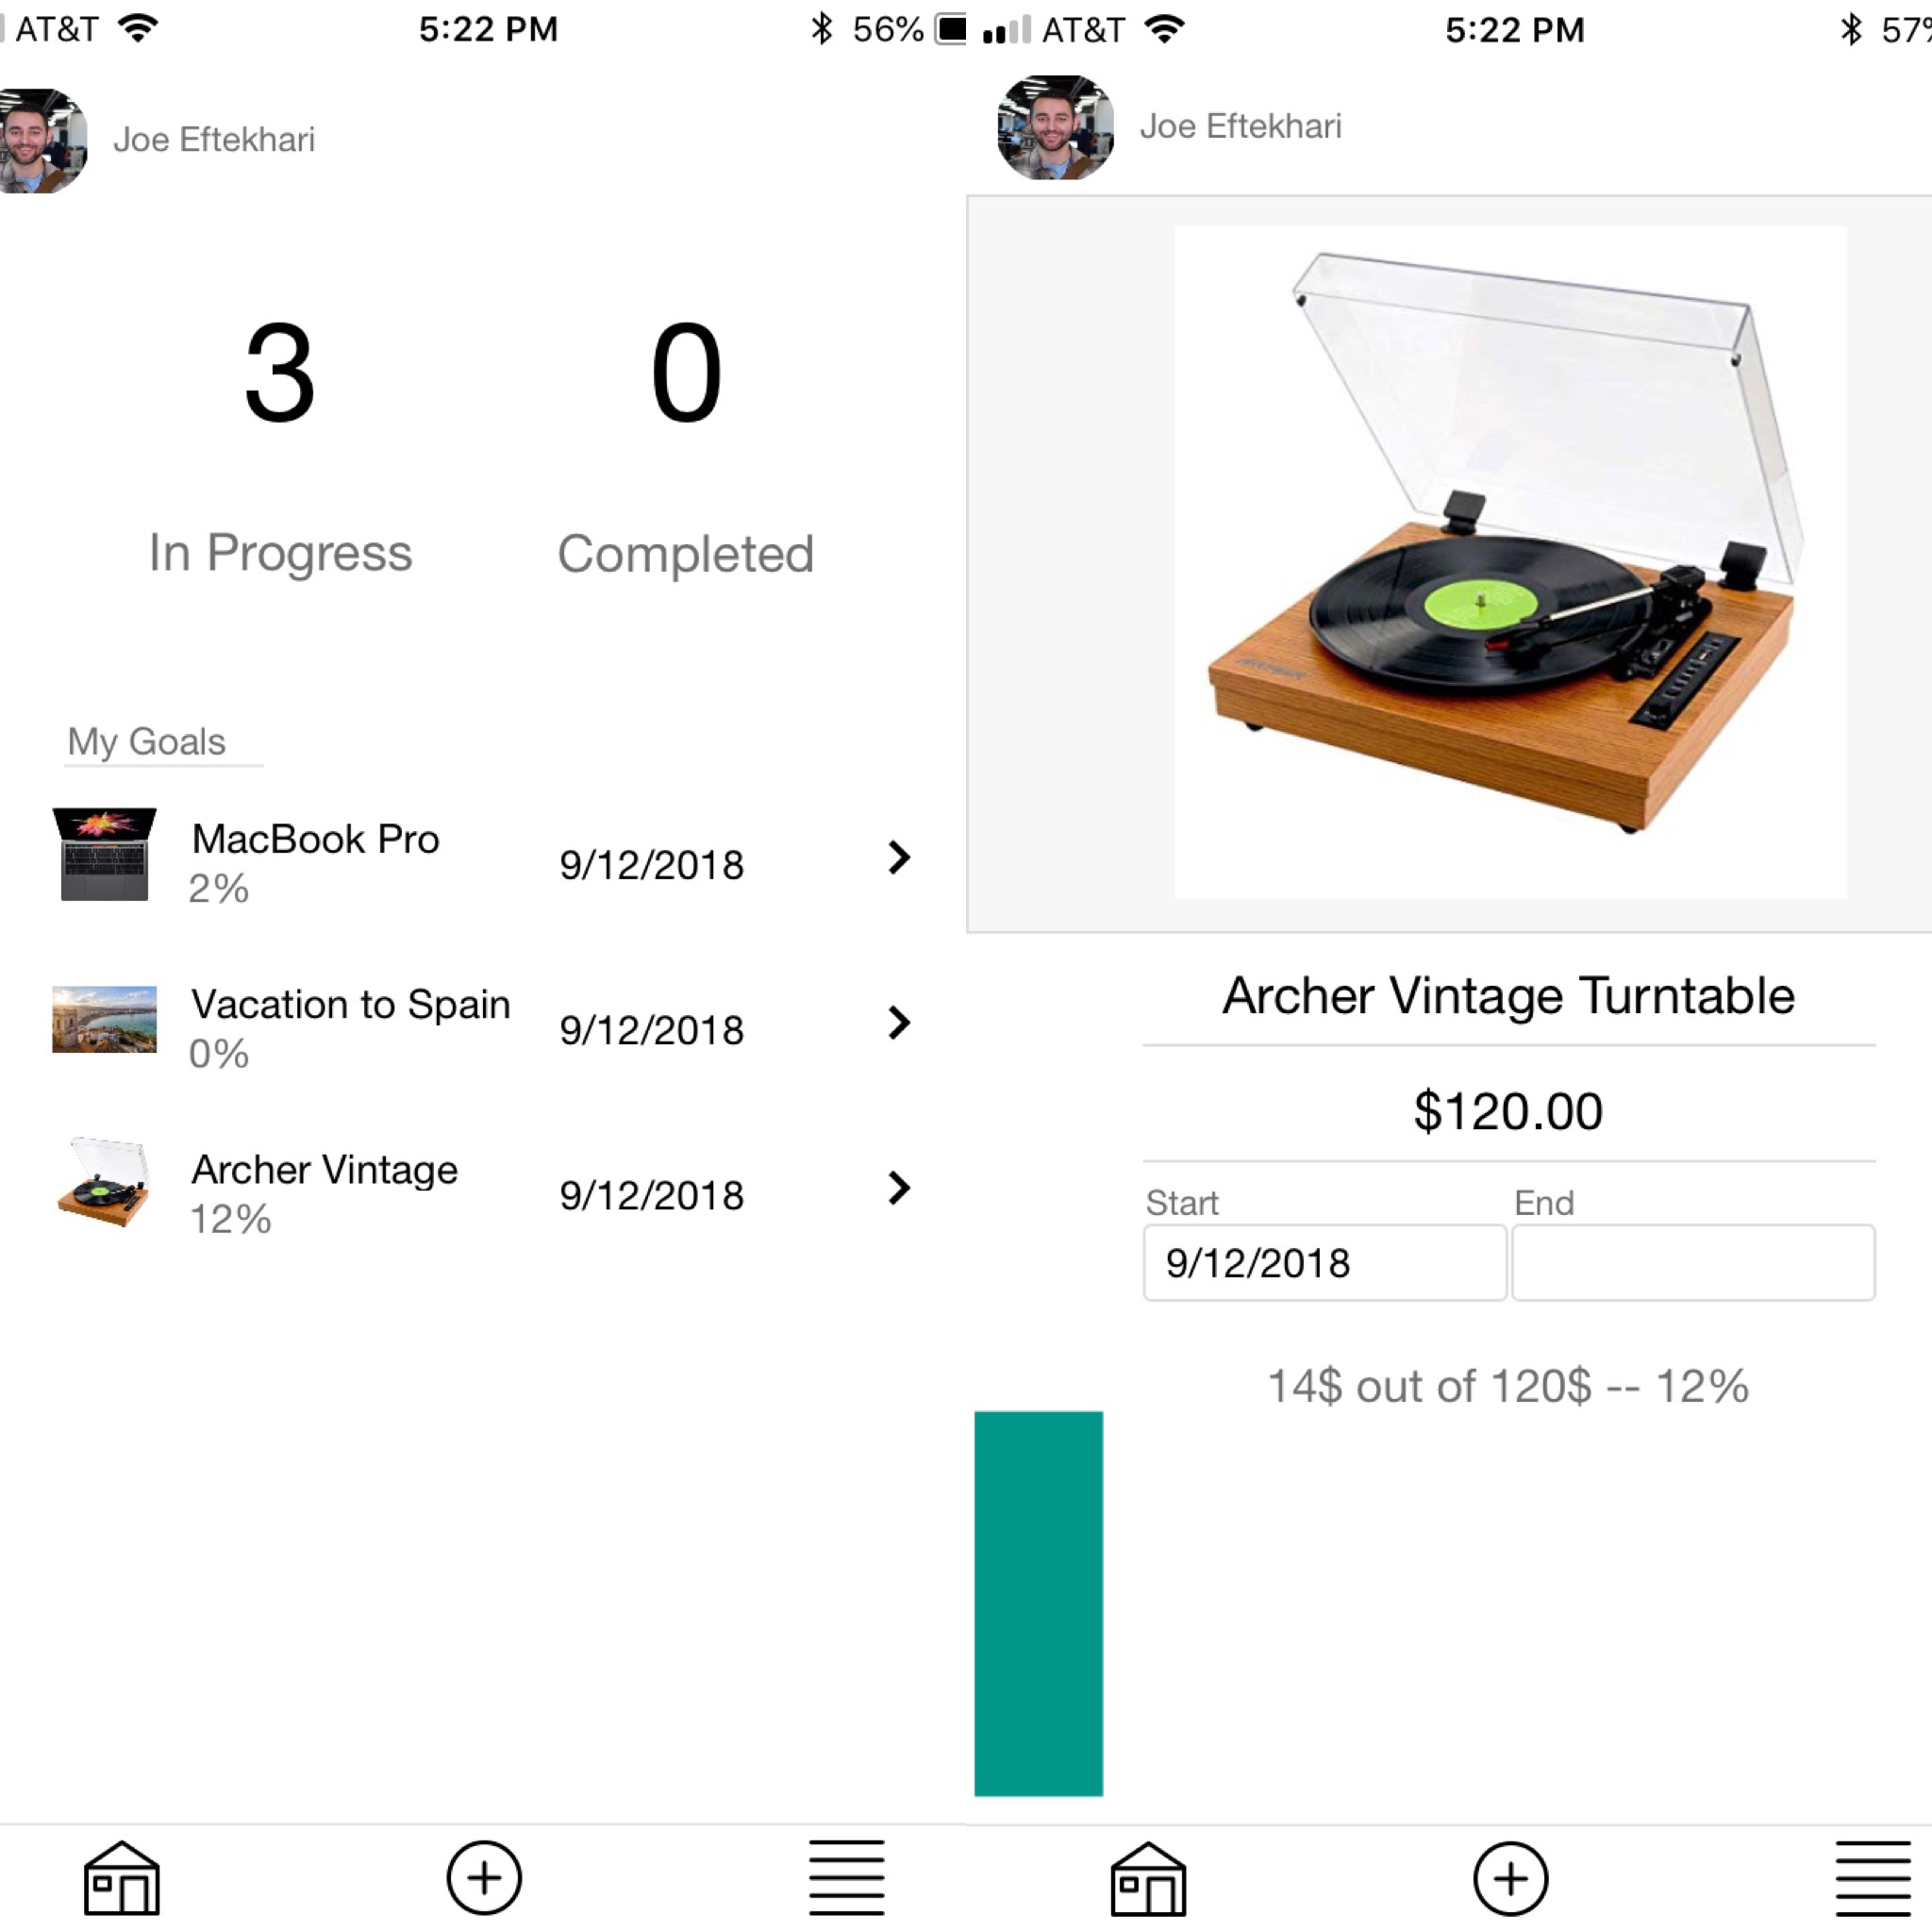 AT&T 5:22 PM 56%
Joe Eftekhari
3 0
In Progress Completed
My Goals
MacBook Pro
2%
9/12/2018
Vacation to Spain
0%
9/12/2018
Archer Vintage
12%
9/12/2018
AT&T 5:22 PM 57%
Joe Eftekhari
Archer Vintage Turntable
$120.00
Start End
9/12/2018
14$ out of 120$ -- 12%